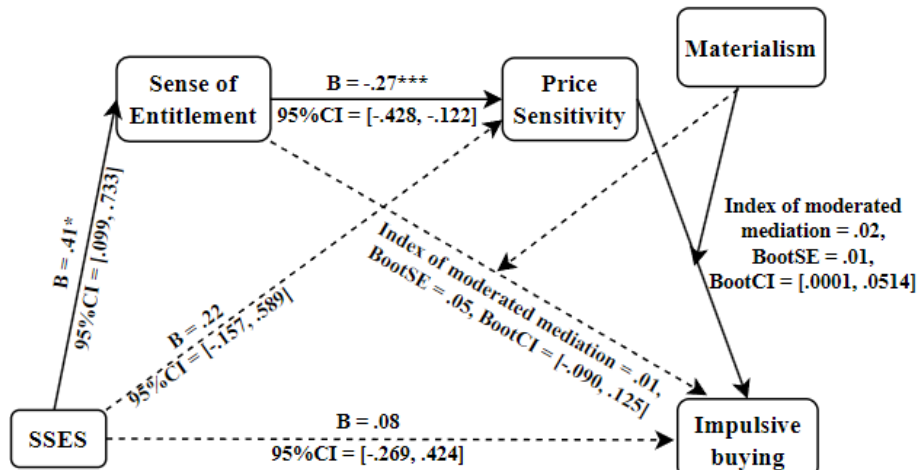 Materialism
Sense of
Entitlement
B = -.27***
95%CI = [-.428, -.122]
Price
Sensitivity
B = .41*
95%CI = [.099, .733]
Index of moderated
mediation = .02,
BootSE = .01,
BootCI = [.0001, .0514]
Index of moderated mediation = .01,
BootSE = .05, BootCI = [-.090, .125]
B = .22
95%CI = [-.157, .589]
SSES
B = .08
95%CI = [-.269, .424]
Impulsive
buying